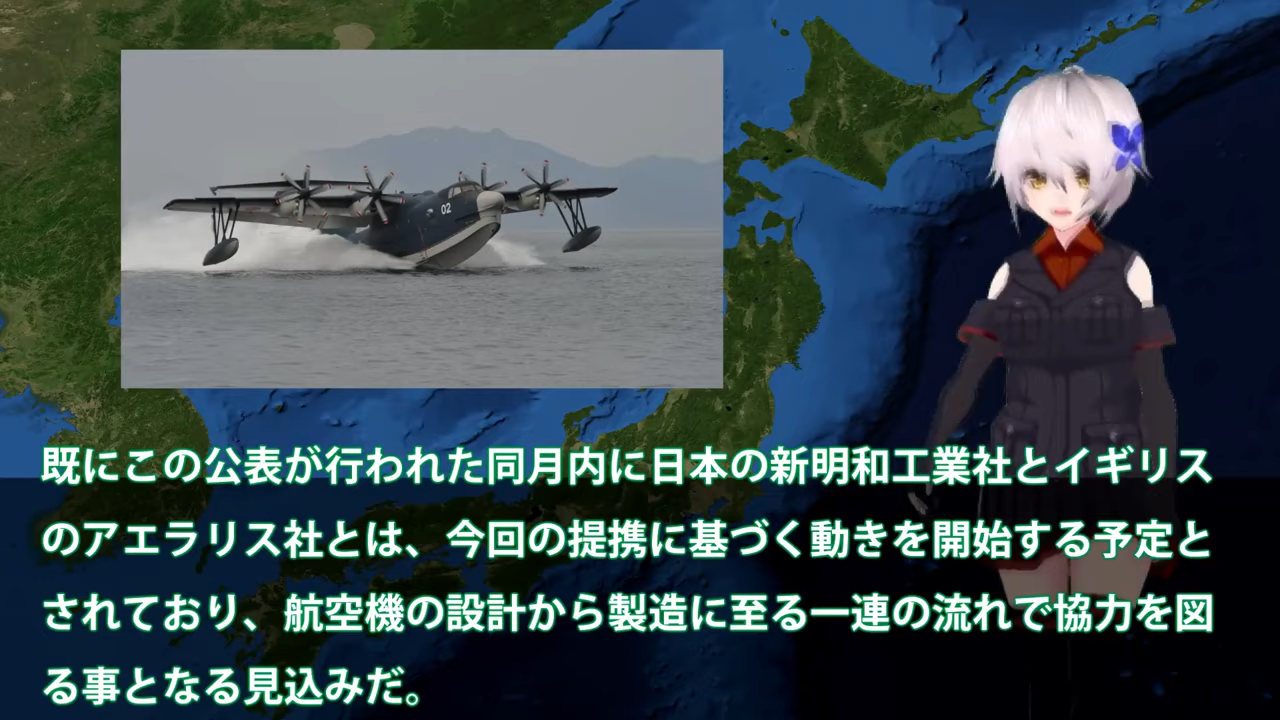 02
既にこの公表が行われた同月内に日本の新明和工業社とイギリス
のアエラリス社とは、今回の提携に基づく動きを開始する予定と
されており、航空機の設計から製造に至る一連の流れで協力を図
る事となる見込みだ。